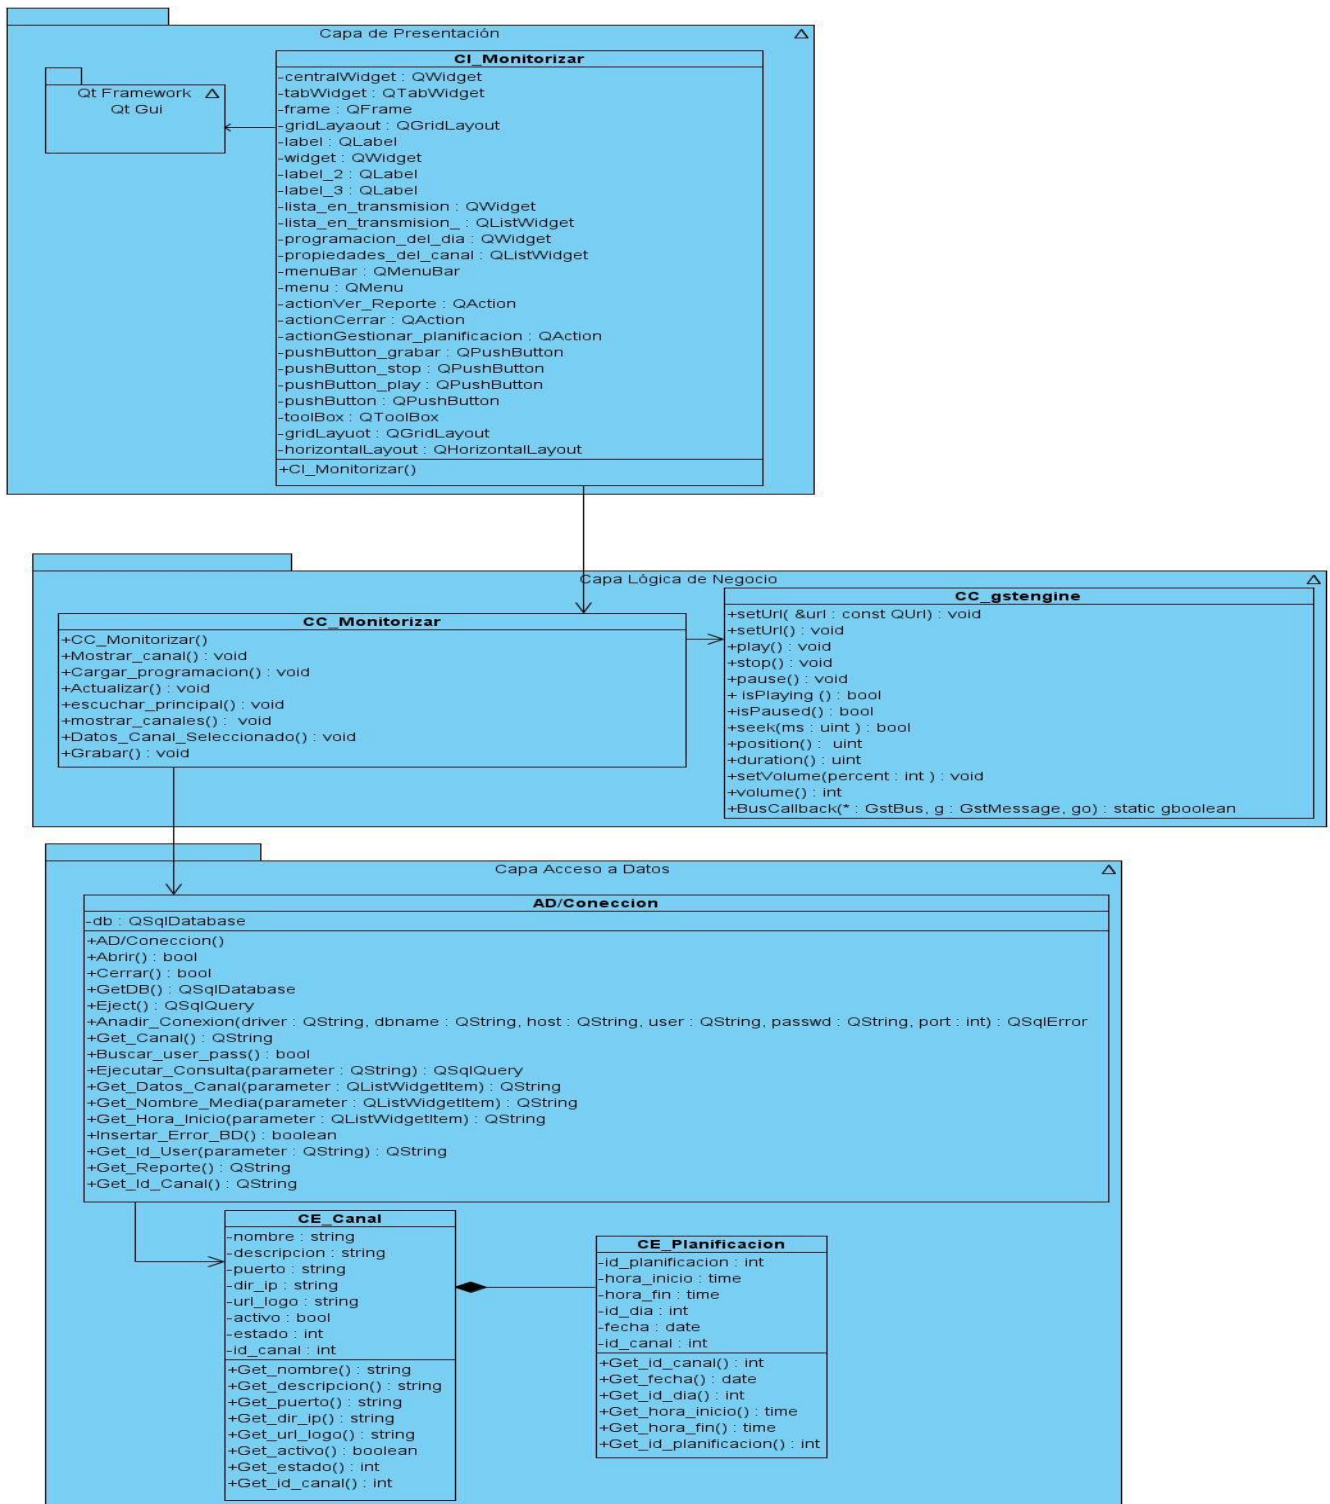 Capa de Presentación
CI_Monitorizar
-centralWidget : QWidget
-tabWidget : QTabWidget
-frame : QFrame
-gridLayaout : QGridLayout
-label : QLabel
-widget : QWidget
-label_2 : QLabel
-label_3 : QLabel
-lista_en_transmision : QWidget
-lista_en_transmision_ : QListWidget
-programacion_del_dia : QWidget
-propiedades_del_canal : QListWidget
-menuBar : QMenuBar
-menu : QMenu
-actionVer_Reporte : QAction
-actionCerrar : QAction
-actionGestionar_planificacion : QAction
-pushButton_grabar : QPushButton
-pushButton_stop : QPushButton
-pushButton_play : QPushButton
-pushButton : QPushButton
-toolBox : QToolBox
-gridLayuot : QGridLayout
-horizontalLayout : QHorizontalLayout
+CI_Monitorizar()
Qt Framework
Qt Gui
Capa Lógica de Negocio
CC_Monitorizar
+CC_Monitorizar()
+Mostrar_canal() : void
+Cargar_programacion() : void
+Actualizar() : void
+escuchar_principal() : void
+mostrar_canales() : void
+Datos_Canal_Seleccionado() : void
+Grabar() : void
CC_gstengine
+setUrl( &url : const QUrl) : void
+setUrl() : void
+play() : void
+stop() : void
+pause() : void
+ isPlaying () : bool
+isPaused() : bool
+seek(ms : uint ) : bool
+position() : uint
+duration() : uint
+setVolume(percent : int ) : void
+volume() : int
+BusCallback(* : GstBus, g : GstMessage, go) : static gboolean
Capa Acceso a Datos
AD/Coneccion
-db : QSqlDatabase
+AD/Coneccion()
+Abrir() : bool
+Cerrar() : bool
+GetDB() : QSqlDatabase
+Eject() : QSqlQuery
+Anadir_Conexion(driver : QString, dbname : QString, host : QString, user : QString, passwd : QString, port : int) : QSqlError
+Get_Canal() : QString
+Buscar_user_pass() : bool
+Ejecutar_Consulta(parameter : QString) : QSqlQuery
+Get_Datos_Canal(parameter : QListWidgetItem) : QString
+Get_Nombre_Media(parameter : QListWidgetItem) : QString
+Get_Hora_Inicio(parameter : QListWidgetItem) : QString
+Insertar_Error_BD() : boolean
+Get_Id_User(parameter : QString) : QString
+Get_Reporte() : QString
+Get_Id_Canal() : QString
CE_Canal
-nombre : string
-descripcion : string
-puerto : string
-dir_ip : string
-url_logo : string
-activo : bool
-estado : int
-id_canal : int
+Get_nombre() : string
+Get_descripcion() : string
+Get_puerto() : string
+Get_dir_ip() : string
+Get_url_logo() : string
+Get_activo() : boolean
+Get_estado() : int
+Get_id_canal() : int
CE_Planificacion
-id_planificacion : int
-hora_inicio : time
-hora_fin : time
-id_dia : int
-fecha : date
-id_canal : int
+Get_id_canal() : int
+Get_fecha() : date
+Get_id_dia() : int
+Get_hora_inicio() : time
+Get_hora_fin() : time
+Get_id_planificacion() : int